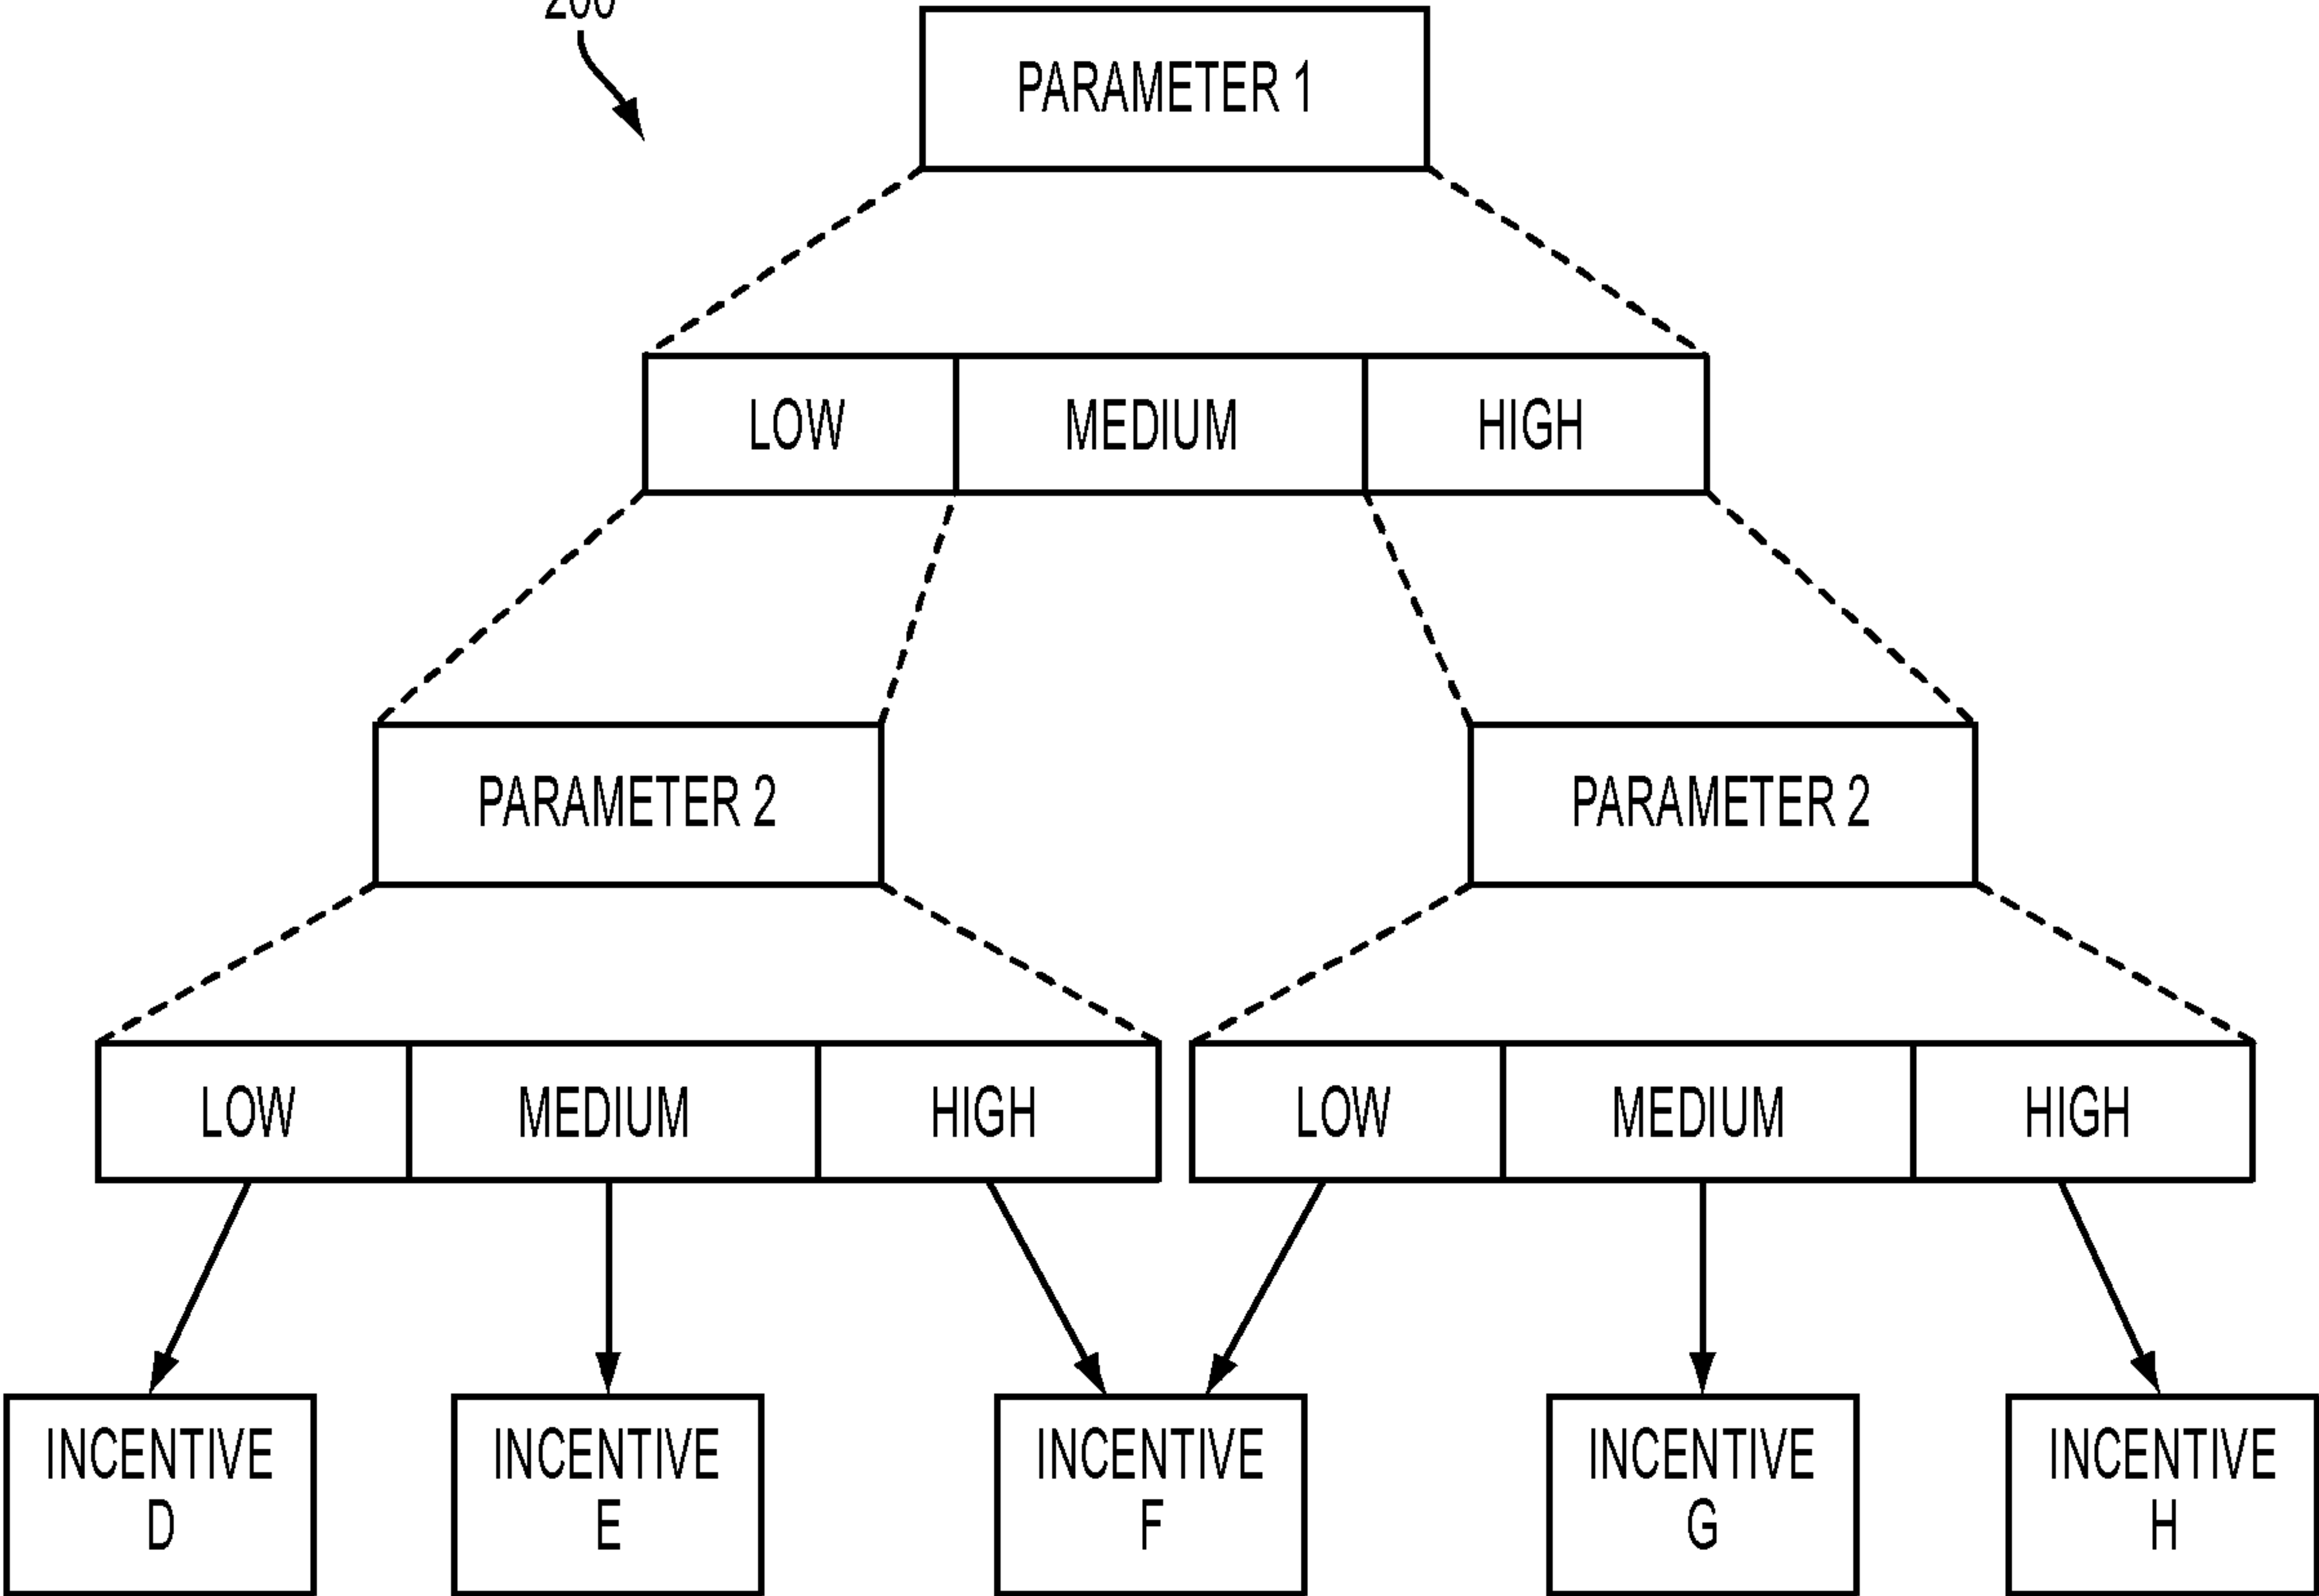 PARAMETER 1
LOW MEDIUM HIGH
PARAMETER 2 PARAMETER 2
LOW MEDIUM HIGH LOW MEDIUM HIGH
INCENTIVE INCENTIVE INCENTIVE INCENTIVE INCENTIVE
D E F G H